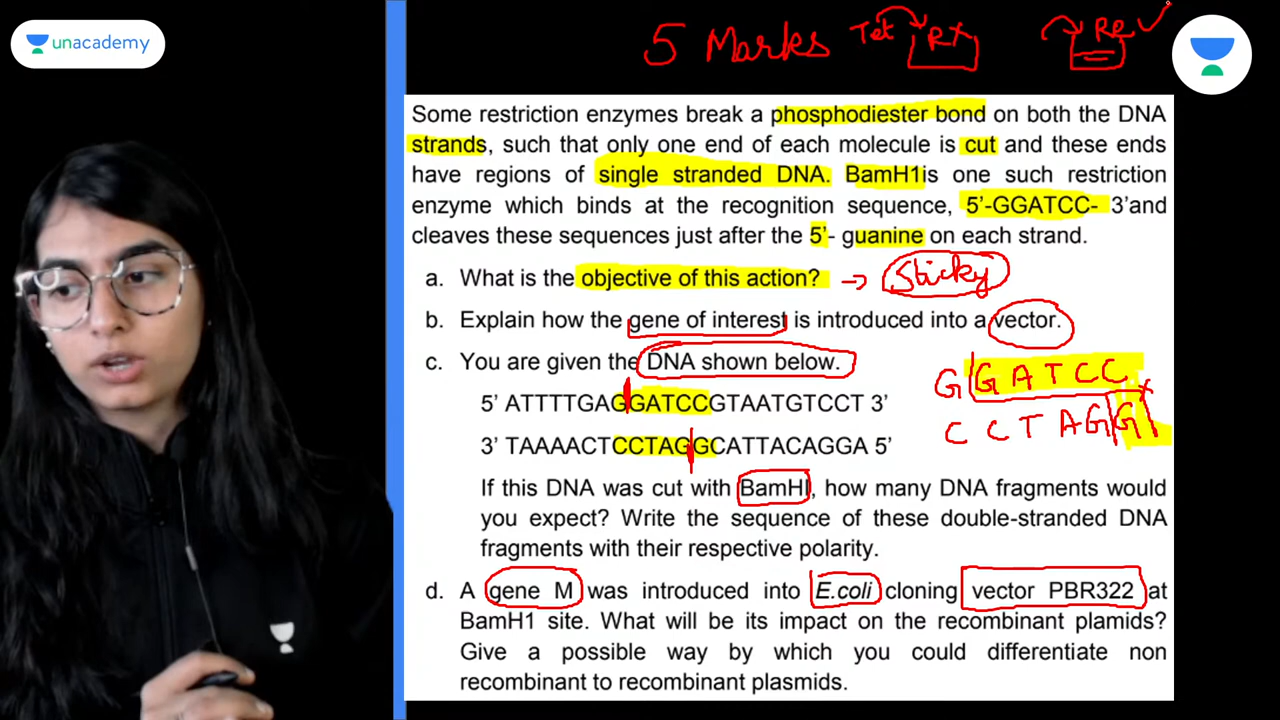 unacademy
5 Marks Tet Rx Re
Some restriction enzymes break a phosphodiester bond on both the DNA
strands, such that only one end of each molecule is cut and these ends
have regions of single stranded DNA. BamH1is one such restriction
enzyme which binds at the recognition sequence, 5’-GGATCC- 3’and
cleaves these sequences just after the 5’- guanine on each strand.
a. What is the objective of this action? → Sticky
b. Explain how the gene of interest is introduced into a vector.
c. You are given the DNA shown below.
GGATCC
5’ ATTTTGAGGATCCGTAATGTCCT 3’
CCTAGG
3’ TAAAACTCCTAGGCATTACAGGA 5’
If this DNA was cut with BamHI, how many DNA fragments would
you expect? Write the sequence of these double-stranded DNA
fragments with their respective polarity.
d. A gene M was introduced into E.coli cloning vector PBR322 at
BamH1 site. What will be its impact on the recombinant plamids?
Give a possible way by which you could differentiate non
recombinant to recombinant plasmids.